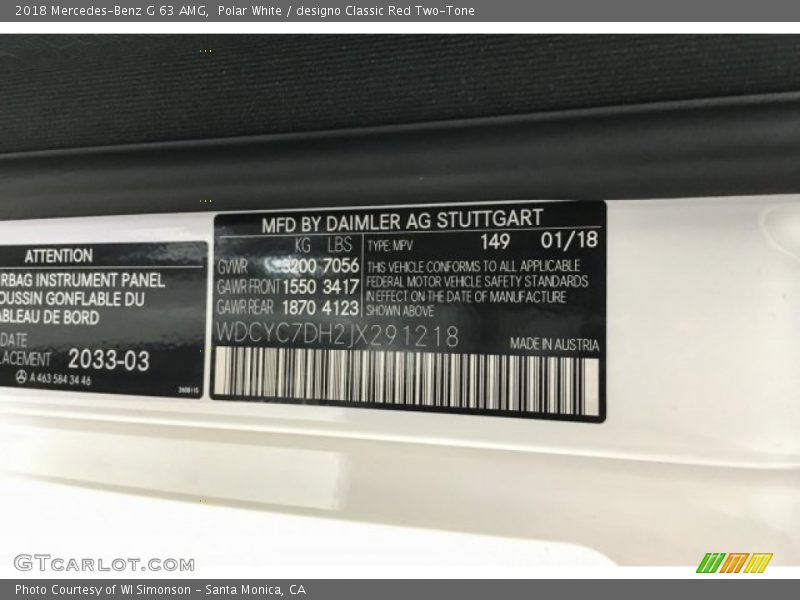 2018 Mercedes-Benz G 63 AMG, Polar White / designo Classic Red Two-Tone
ATTENTION
RBAG INSTRUMENT PANEL
OUSSIN GONFLABLE DU
ABLEAU DE BORD
DATE
LACEMENT 2033-03
A 463 584 34 46
MFD BY DAIMLER AG STUTTGART
KG LBS TYPE: MPV 149 01/18
GVWR 3200 7056
GAWR FRONT 1550 3417
GAWR REAR 1870 4123
THIS VEHICLE CONFORMS TO ALL APPLICABLE
FEDERAL MOTOR VEHICLE SAFETY STANDARDS
IN EFFECT ON THE DATE OF MANUFACTURE
SHOWN ABOVE
WDCYC7DH2JX291218
MADE IN AUSTRIA
GTCARLOT.COM
Photo Courtesy of WI Simonson - Santa Monica, CA